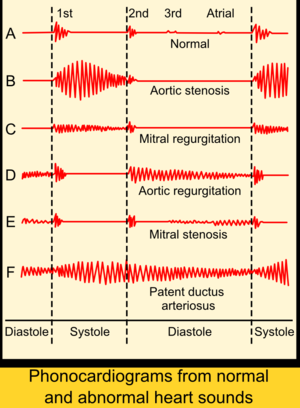 1st 2nd 3rd Atrial
A
Normal
B
Aortic stenosis
C
Mitral regurgitation
D
Aortic regurgitation
E
Mitral stenosis
F
Patent ductus
arteriosus
Diastole Systole Diastole Systole
Phonocardiograms from normal
and abnormal heart sounds